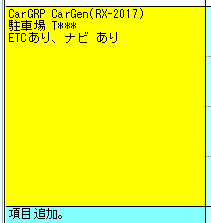 CarGRP CarGen(RX-2017)
駐車場 T***
ETCあり、ナビ あり
項目追加。